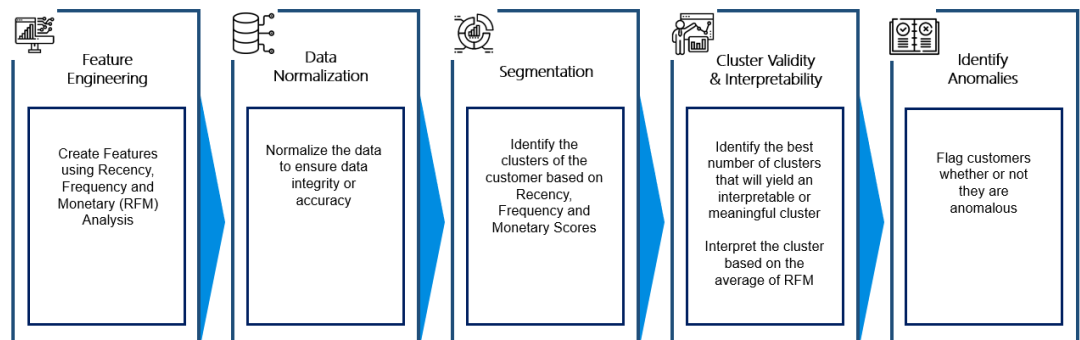 Feature
Engineering
Create Features
using Recency,
Frequency and
Monetary (RFM)
Analysis
Data
Normalization
Normalize the data
to ensure data
integrity or
accuracy
Segmentation
Identify the
clusters of the
customer based on
Recency,
Frequency and
Monetary Scores
Cluster Validity
& Interpretability
Identify the best
number of clusters
that will yield an
interpretable or
meaningful cluster
Interpret the cluster
based on the
average of RFM
Identify
Anomalies
Flag customers
whether or not
they are
anomalous